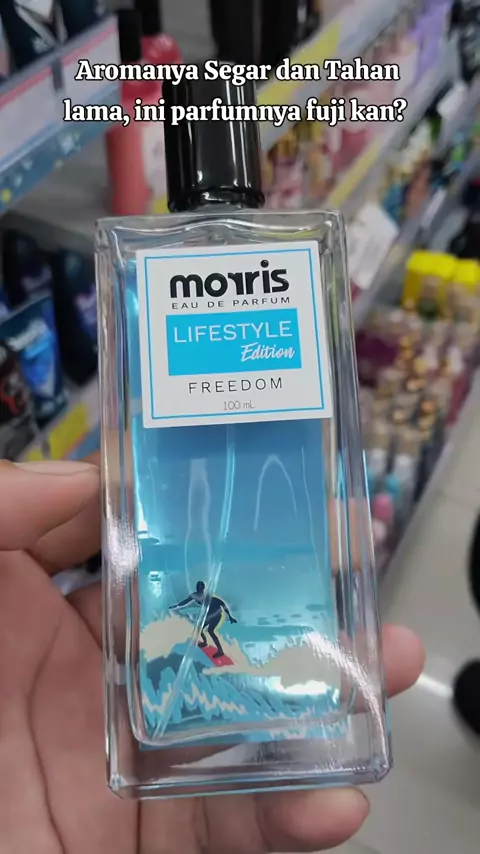 Aromanya Segar dan Tahan
lama, ini parfumnya fuji kan?
morris
EAU DE PARFUM
LIFESTYLE
Edition
FREEDOM
100 mL